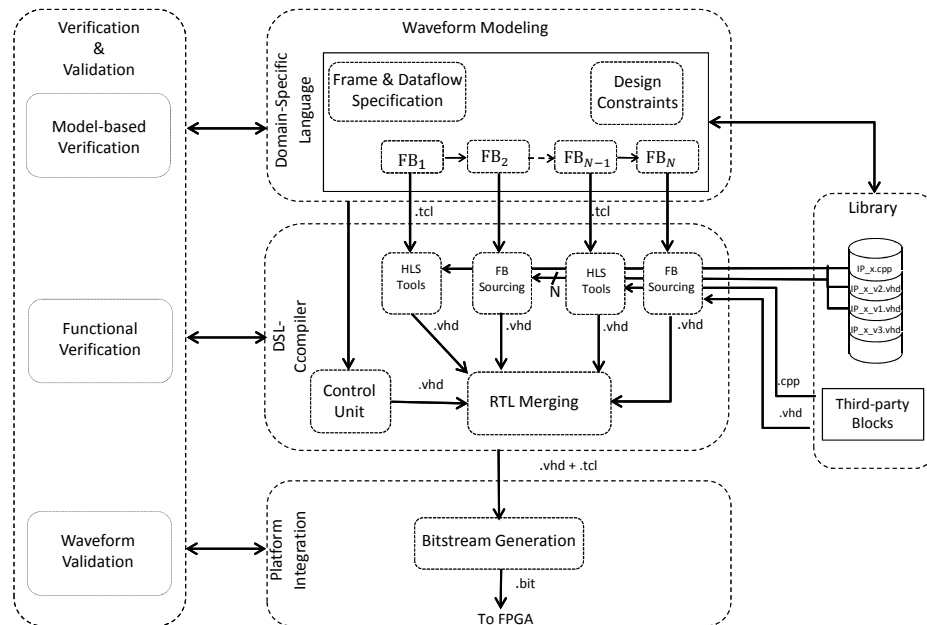 Verification
&
Validation
Model-based
Verification
Functional
Verification
Waveform
Validation
Waveform Modeling
Domain-Specific
Language
Frame & Dataflow
Specification
Design
Constraints
FB1
FB2
FBN−1
FBN
.tcl
.tcl
DSL-
Ccompiler
HLS
Tools
FB
Sourcing
N
HLS
Tools
FB
Sourcing
.vhd
.vhd
.vhd
.vhd
Control
Unit
.vhd
RTL Merging
.vhd + .tcl
Platform
Integration
Bitstream Generation
.bit
To FPGA
Library
IP_x.cpp
IP_x_v2.vhd
IP_x_v1.vhd
IP_x_v3.vhd
.cpp
.vhd
Third-party
Blocks